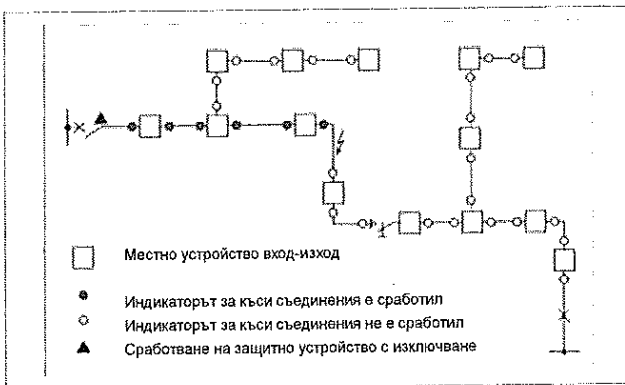 Местно устройство вход-изход
Индикаторът за къси съединения е сработил
Индикаторът за къси съединения не е сработил
Сработване на защитно устройство с изключване